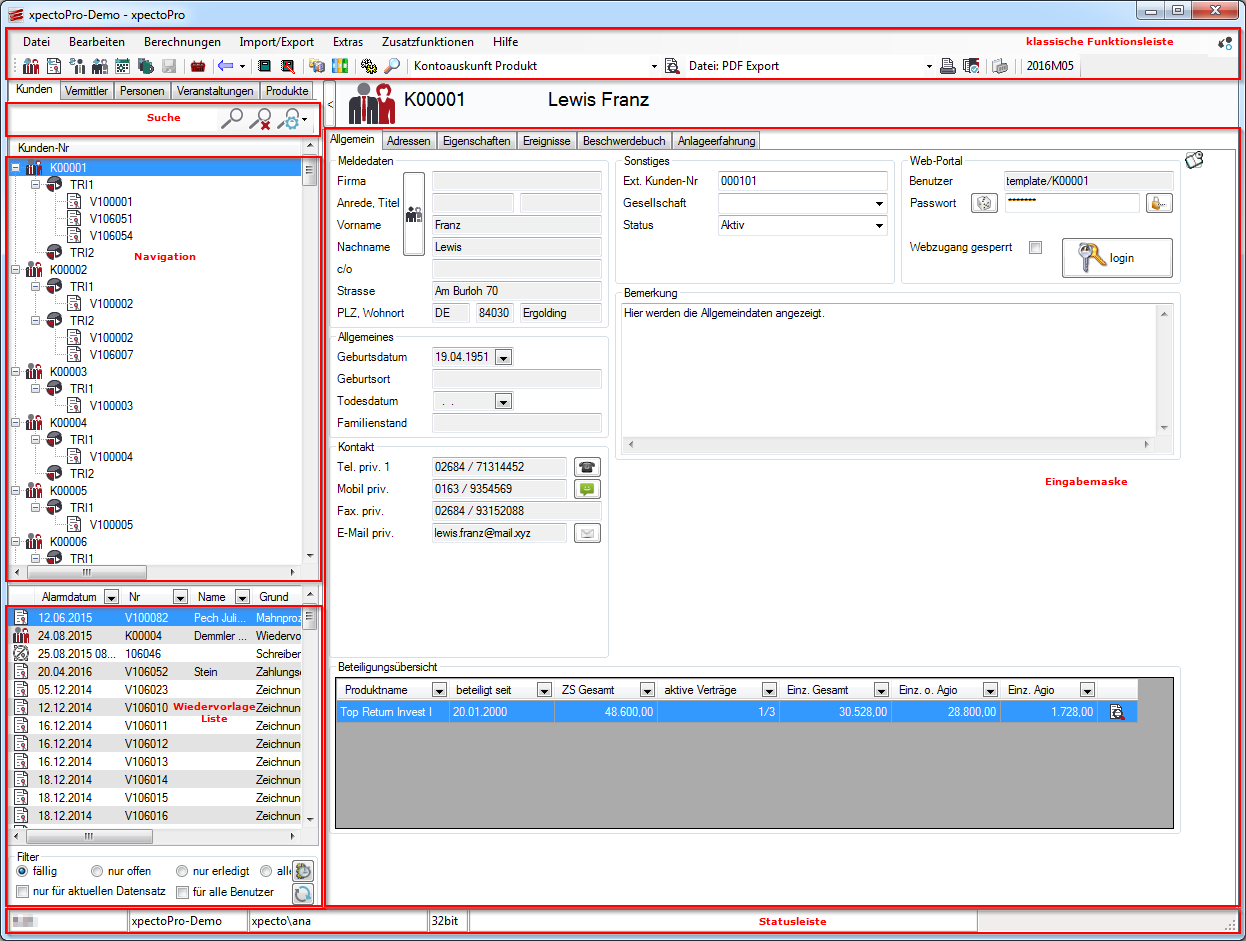 xpectoPro-Demo - xpectoPro
Datei Bearbeiten Berechnungen Import/Export Extras Zusatzfunktionen Hilfe klassische Funktionsleiste
Kontoauskunft Produkt Datei: PDF Export 2016M05
Kunden Vermittler Personen Veranstaltungen Produkte
< K00001 Lewis Franz
Suche
Allgemein Adressen Eigenschaften Ereignisse Beschwerdebuch Anlageerfahrung
Kunden-Nr
K00001
TRI1
V100001
V106051
V106054
TRI2
Navigation
K00002
TRI1
V100002
TRI2
V100002
V106007
K00003
TRI1
V100003
K00004
TRI1
V100004
TRI2
K00005
TRI1
V100005
K00006
TRI1
Meldedaten
Firma
Anrede, Titel
Vorname Franz
Nachname Lewis
c/o
Strasse Am Burloh 70
PLZ, Wohnort DE 84030 Ergolding
Allgemeines
Geburtsdatum 19.04.1951
Geburtsort
Todesdatum . .
Familienstand
Kontakt
Tel. priv. 1 02684 / 71314452
Mobil priv. 0163 / 9354569
Fax. priv. 02684 / 93152088
E-Mail priv. lewis.franz@mail.xyz
Sonstiges
Ext. Kunden-Nr 000101
Gesellschaft
Status Aktiv
Web-Portal
Benutzer template/K00001
Passwort *******
Webzugang gesperrt login
Bemerkung
Hier werden die Allgemeindaten angezeigt.
Eingabemaske
Alarmdatum Nr Name Grund
12.06.2015 V100082 Pech Juli... Mahnproz
24.08.2015 K00004 Demmler ... Wiedervo
25.08.2015 08... 106046 Schreiber
20.04.2016 V106052 Stein Zahlungse
05.12.2014 V106023 Zeichnun
12.12.2014 V106010 Zeichnun
16.12.2014 V106011 Zeichnun
16.12.2014 V106012 Zeichnun
16.12.2014 V106013 Zeichnun
18.12.2014 V106014 Zeichnun
18.12.2014 V106015 Zeichnun
18.12.2014 V106016 Zeichnun
Wiedervorlage
Liste
Filter
fällig nur offen nur erledigt alle
nur für aktuellen Datensatz für alle Benutzer
Beteiligungsübersicht
Produktname beteiligt seit ZS Gesamt aktive Verträge Einz. Gesamt Einz. o. Agio Einz. Agio
Top Return Invest I 20.01.2000 48.600,00 1/3 30.528,00 28.800,00 1.728,00
xpectoPro-Demo xpecto\ana 32bit Statusleiste